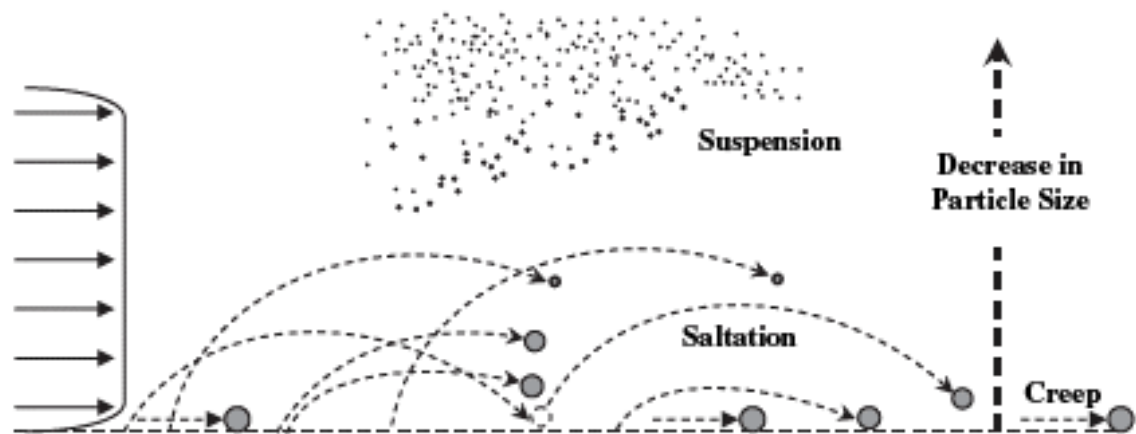 Suspension
Decrease in
Particle Size
Saltation
Creep